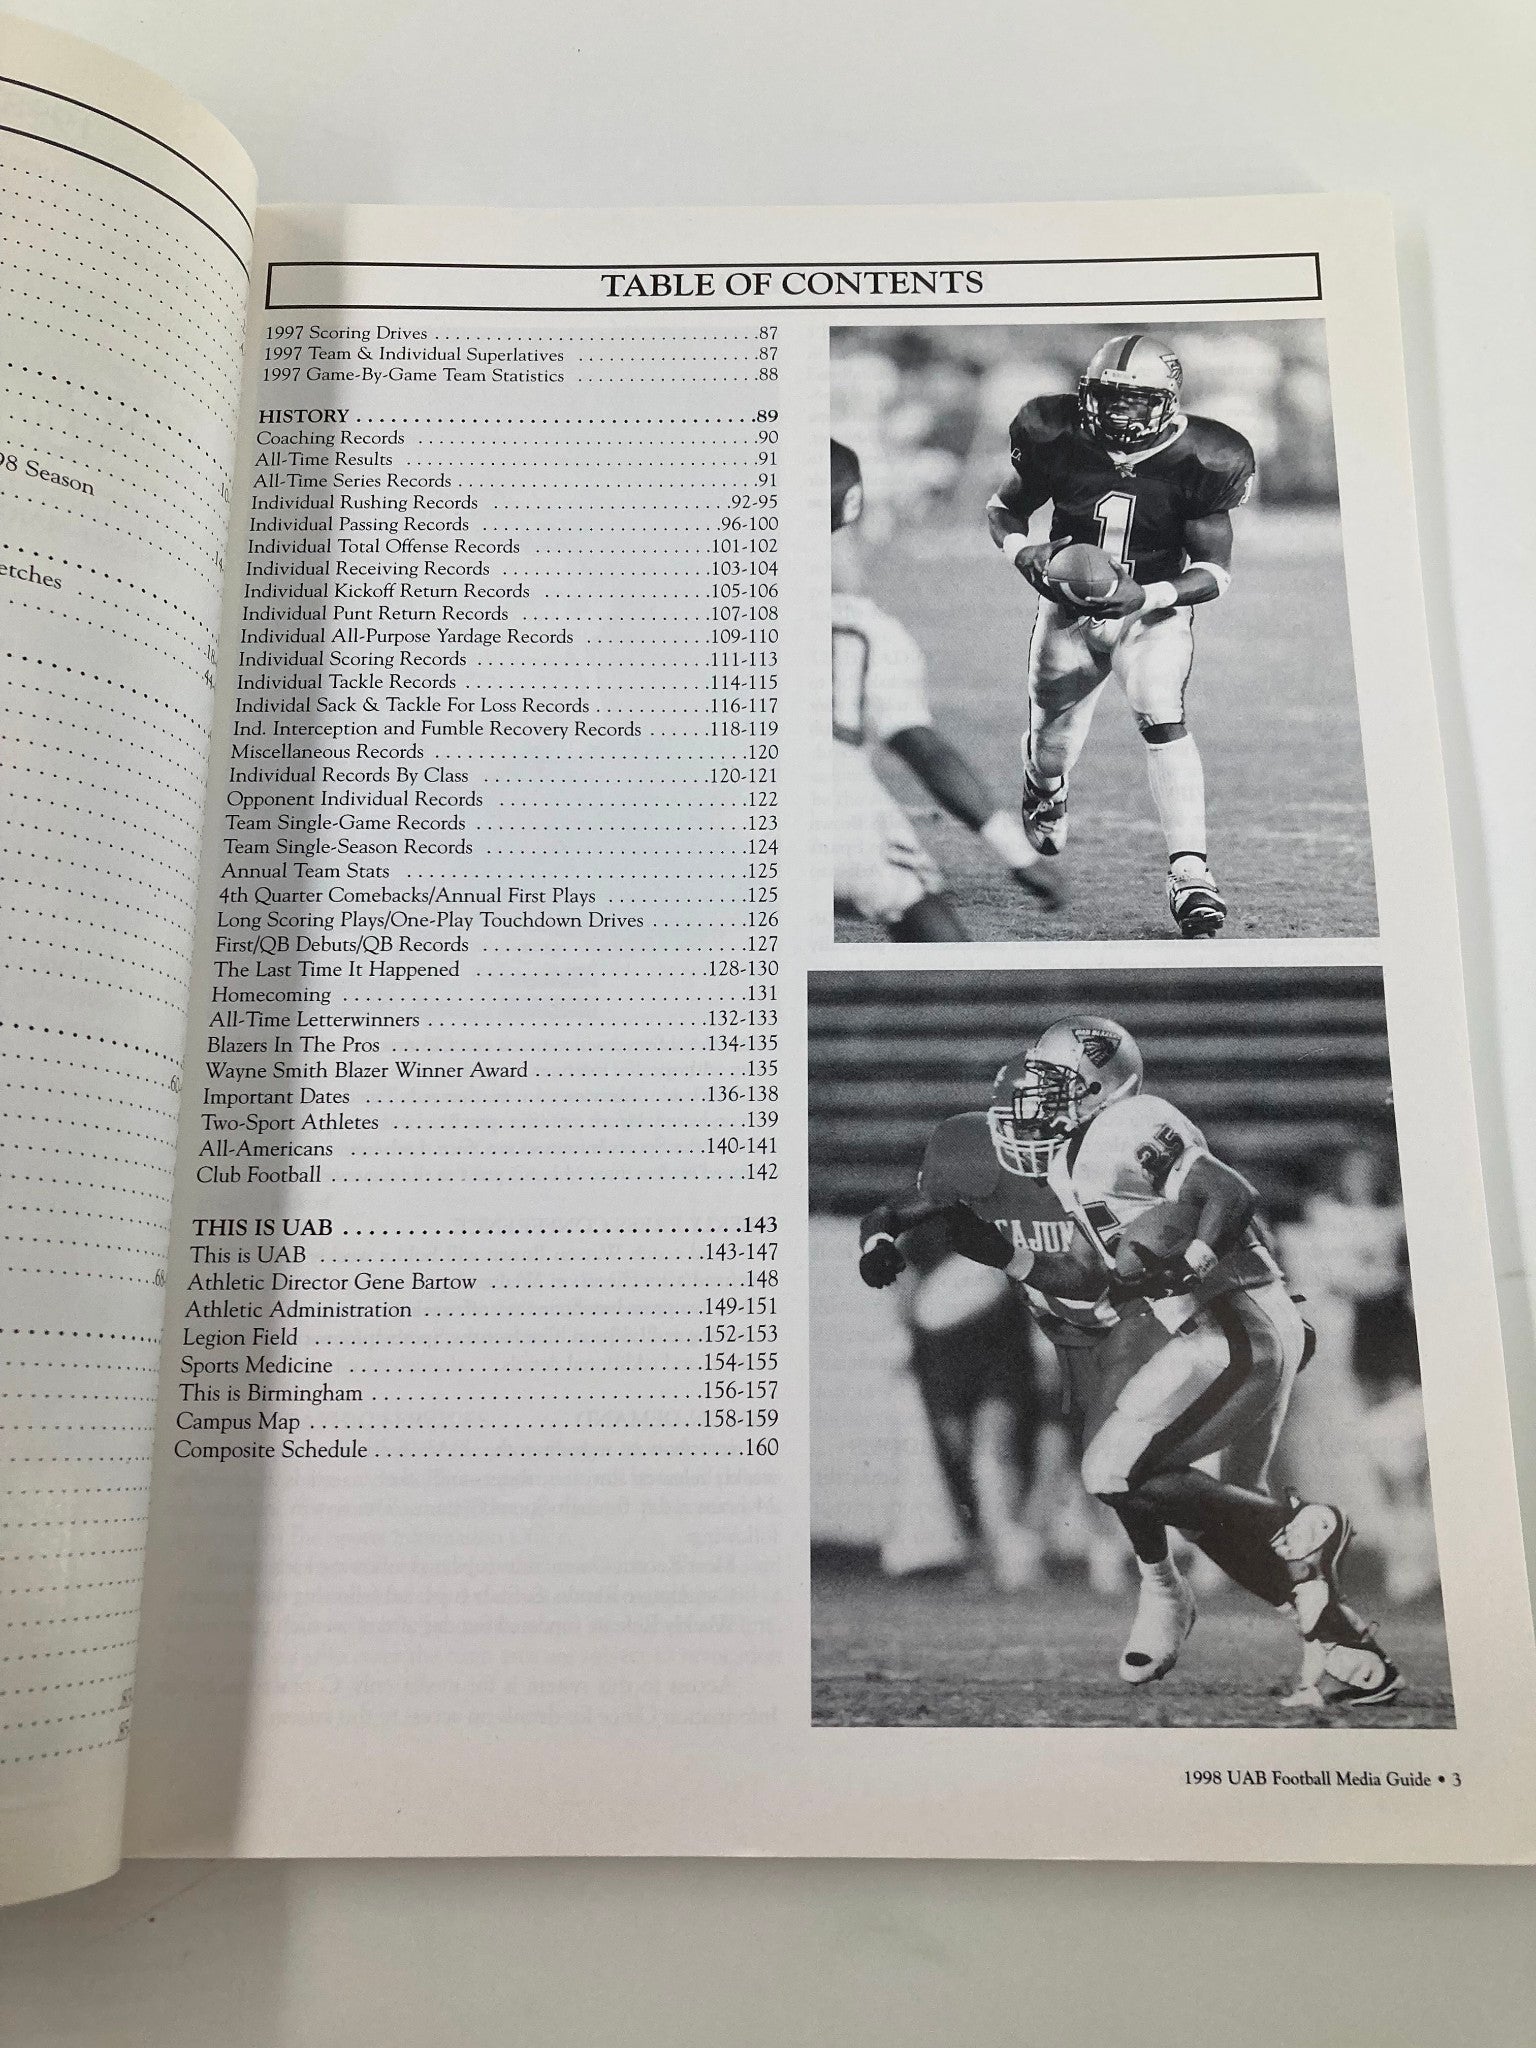 98 Season
etches
TABLE OF CONTENTS
1997 Scoring Drives . . . . . . . . . . . . . . . . . . . . . . . . . . . . . . .87
1997 Team & Individual Superlatives . . . . . . . . . . . . . . . . .87
1997 Game-By-Game Team Statistics . . . . . . . . . . . . . . . . .88
HISTORY . . . . . . . . . . . . . . . . . . . . . . . . . . . . . . . . . . . . .89
Coaching Records . . . . . . . . . . . . . . . . . . . . . . . . . . . . . . . .90
All-Time Results . . . . . . . . . . . . . . . . . . . . . . . . . . . . . . . . .91
All-Time Series Records . . . . . . . . . . . . . . . . . . . . . . . . . . . .91
Individual Rushing Records . . . . . . . . . . . . . . . . . . . . . . .92-95
Individual Passing Records . . . . . . . . . . . . . . . . . . . . . . .96-100
Individual Total Offense Records . . . . . . . . . . . . . . . . .101-102
Individual Receiving Records . . . . . . . . . . . . . . . . . . . .103-104
Individual Kickoff Return Records . . . . . . . . . . . . . . . . .105-106
Individual Punt Return Records . . . . . . . . . . . . . . . . . . .107-108
Individual All-Purpose Yardage Records . . . . . . . . . . . .109-110
Individual Scoring Records . . . . . . . . . . . . . . . . . . . . . .111-113
Individual Tackle Records . . . . . . . . . . . . . . . . . . . . . . .114-115
Individal Sack & Tackle For Loss Records . . . . . . . . . . .116-117
Ind. Interception and Fumble Recovery Records . . . . . .118-119
Miscellaneous Records . . . . . . . . . . . . . . . . . . . . . . . . . . . . . .120
Individual Records By Class . . . . . . . . . . . . . . . . . . . . . .120-121
Opponent Individual Records . . . . . . . . . . . . . . . . . . . . . . . .122
Team Single-Game Records . . . . . . . . . . . . . . . . . . . . . . . . . .123
Team Single-Season Records . . . . . . . . . . . . . . . . . . . . . . . . .124
Annual Team Stats . . . . . . . . . . . . . . . . . . . . . . . . . . . . . . . .125
4th Quarter Comebacks/Annual First Plays . . . . . . . . . . . . . .125
Long Scoring Plays/One-Play Touchdown Drives . . . . . . . . .126
First/QB Debuts/QB Records . . . . . . . . . . . . . . . . . . . . . . . . .127
The Last Time It Happened . . . . . . . . . . . . . . . . . . . . . .128-130
Homecoming . . . . . . . . . . . . . . . . . . . . . . . . . . . . . . . . . . . . . .131
All-Time Letterwinners . . . . . . . . . . . . . . . . . . . . . . . . . .132-133
Blazers In The Pros . . . . . . . . . . . . . . . . . . . . . . . . . . . . . .134-135
Wayne Smith Blazer Winner Award . . . . . . . . . . . . . . . . . . . .135
Important Dates . . . . . . . . . . . . . . . . . . . . . . . . . . . . . . . .136-138
Two-Sport Athletes . . . . . . . . . . . . . . . . . . . . . . . . . . . . . . . . . .139
All-Americans . . . . . . . . . . . . . . . . . . . . . . . . . . . . . . . . .140-141
Club Football . . . . . . . . . . . . . . . . . . . . . . . . . . . . . . . . . . . . . . .142
THIS IS UAB . . . . . . . . . . . . . . . . . . . . . . . . . . . . . . . . . .143
This is UAB . . . . . . . . . . . . . . . . . . . . . . . . . . . . . . . . . . . .143-147
Athletic Director Gene Bartow . . . . . . . . . . . . . . . . . . . . . . . .148
Athletic Administration . . . . . . . . . . . . . . . . . . . . . . . . . .149-151
Legion Field . . . . . . . . . . . . . . . . . . . . . . . . . . . . . . . . . . . .152-153
Sports Medicine . . . . . . . . . . . . . . . . . . . . . . . . . . . . . . . . .154-155
This is Birmingham . . . . . . . . . . . . . . . . . . . . . . . . . . . . . . .156-157
Campus Map . . . . . . . . . . . . . . . . . . . . . . . . . . . . . . . . . . . . .158-159
Composite Schedule . . . . . . . . . . . . . . . . . . . . . . . . . . . . . . . . . . .160
1
25
CAJUN
1998 UAB Football Media Guide • 3